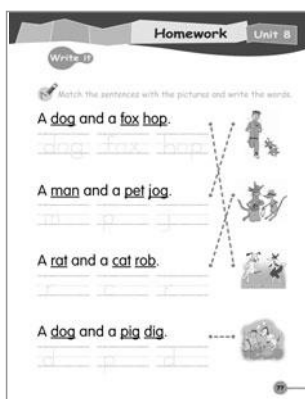 Homework Unit 8
Write it
Match the sentences with the pictures and write the words.
A dog and a fox hop.
dog fox hop
A man and a pet jog.
m p j
A rat and a cat rob.
r c r
A dog and a pig dig.
d p d
77